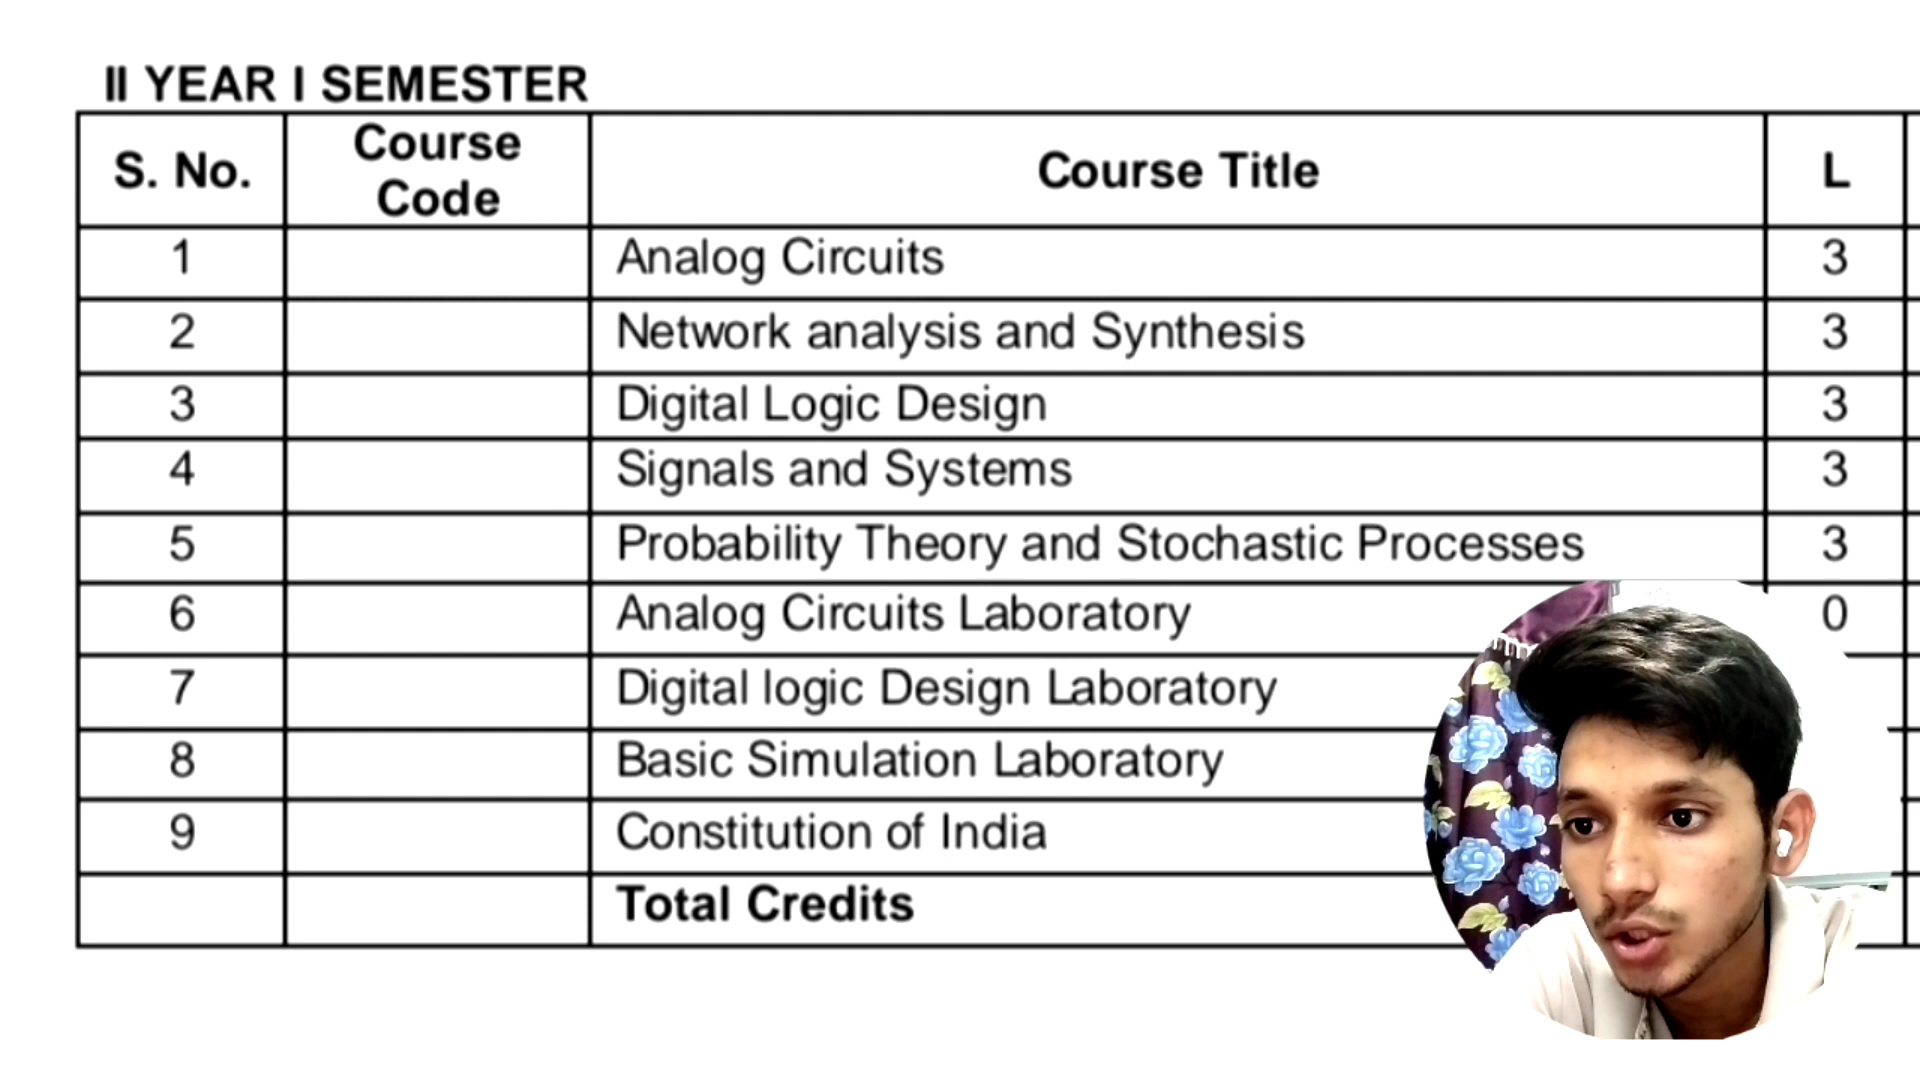 II YEAR I SEMESTER
S. No. Course Code Course Title L
1 Analog Circuits 3
2 Network analysis and Synthesis 3
3 Digital Logic Design 3
4 Signals and Systems 3
5 Probability Theory and Stochastic Processes 3
6 Analog Circuits Laboratory 0
7 Digital logic Design Laboratory
8 Basic Simulation Laboratory
9 Constitution of India
Total Credits